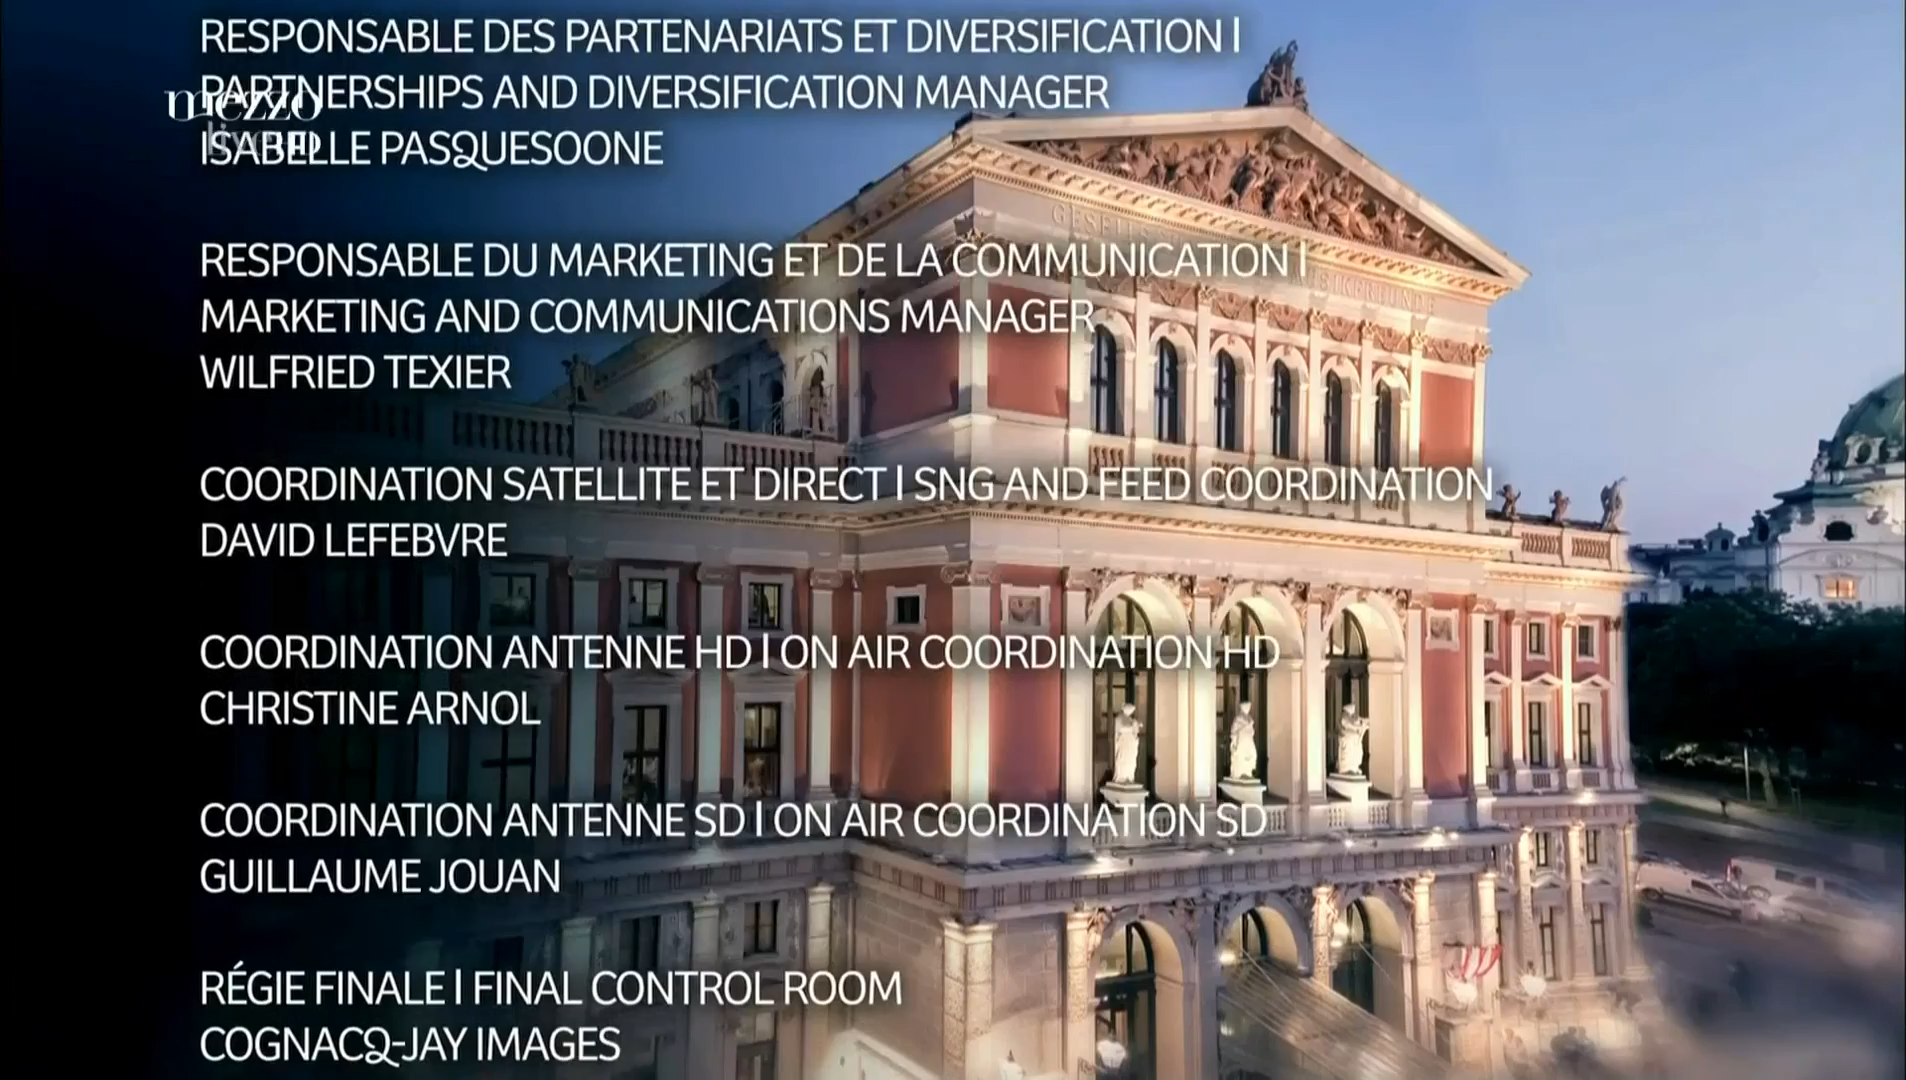 RESPONSABLE DES PARTENARIATS ET DIVERSIFICATION |
PARTNERSHIPS AND DIVERSIFICATION MANAGER
mezzo
live HD
ISABELLE PASQUESOONE
RESPONSABLE DU MARKETING ET DE LA COMMUNICATION |
MARKETING AND COMMUNICATIONS MANAGER
WILFRIED TEXIER
COORDINATION SATELLITE ET DIRECT | SNG AND FEED COORDINATION
DAVID LEFEBVRE
COORDINATION ANTENNE HD | ON AIR COORDINATION HD
CHRISTINE ARNOL
COORDINATION ANTENNE SD | ON AIR COORDINATION SD
GUILLAUME JOUAN
RÉGIE FINALE | FINAL CONTROL ROOM
COGNACQ-JAY IMAGES